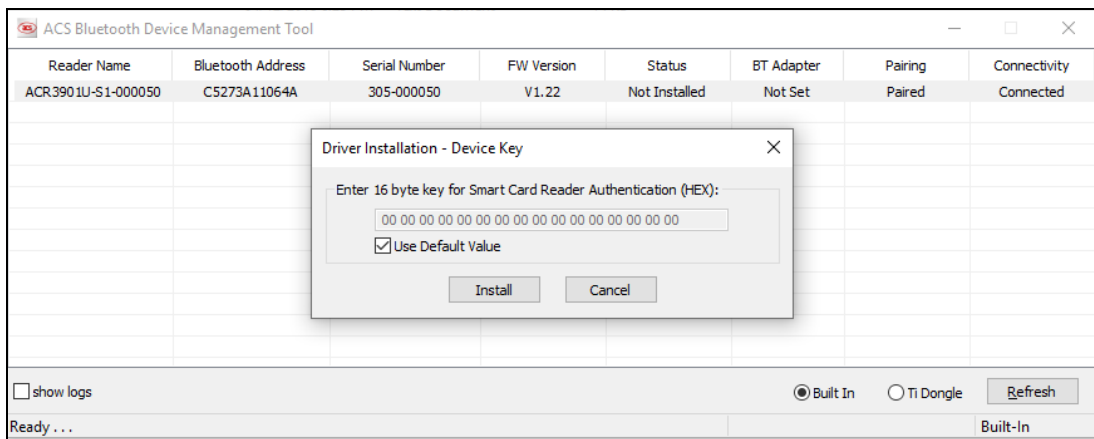 ACS Bluetooth Device Management Tool
Reader Name Bluetooth Address Serial Number FW Version Status BT Adapter Pairing Connectivity
ACR3901U-S1-000050 C5273A11064A 305-000050 V1.22 Not Installed Not Set Paired Connected
Driver Installation - Device Key
Enter 16 byte key for Smart Card Reader Authentication (HEX):
00 00 00 00 00 00 00 00 00 00 00 00 00 00 00 00
Use Default Value
Install Cancel
show logs Built In Ti Dongle Refresh
Ready . . . Built-In